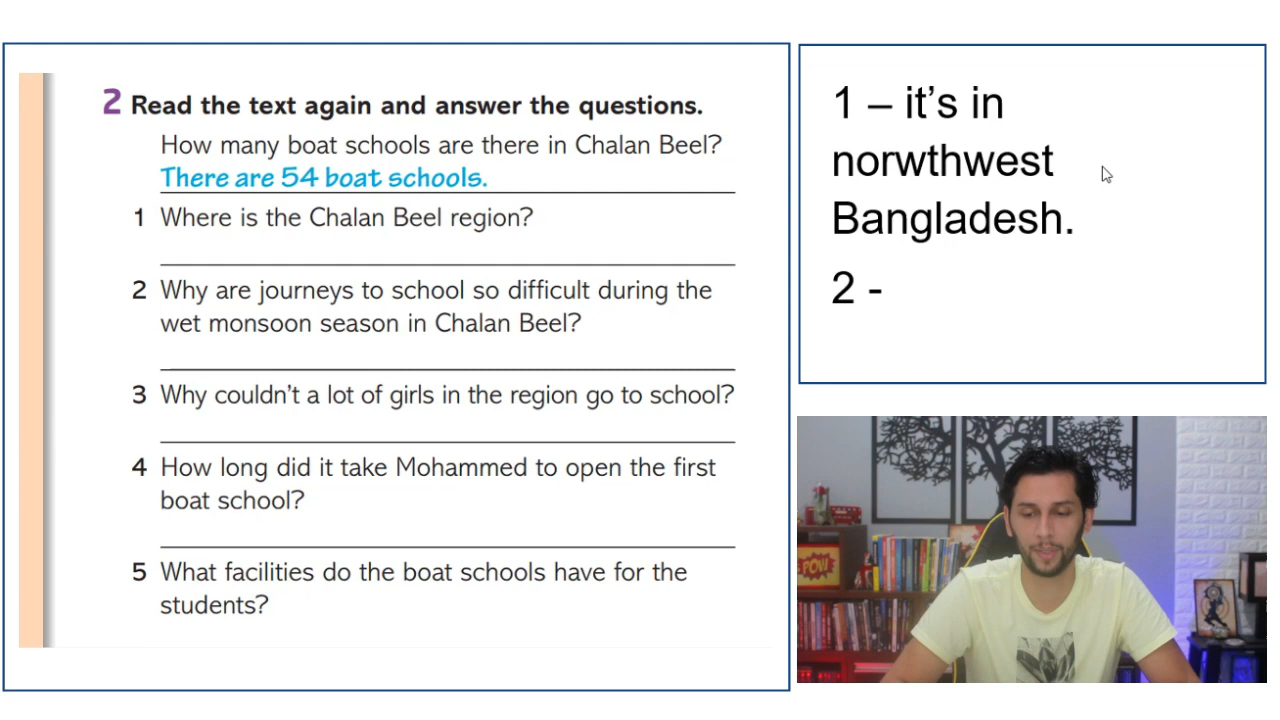 2 Read the text again and answer the questions.
How many boat schools are there in Chalan Beel?
There are 54 boat schools.
1 Where is the Chalan Beel region?
2 Why are journeys to school so difficult during the
wet monsoon season in Chalan Beel?
3 Why couldn't a lot of girls in the region go to school?
4 How long did it take Mohammed to open the first
boat school?
5 What facilities do the boat schools have for the
students?
1 – it's in
norwthwest
Bangladesh.
2 -
POW!